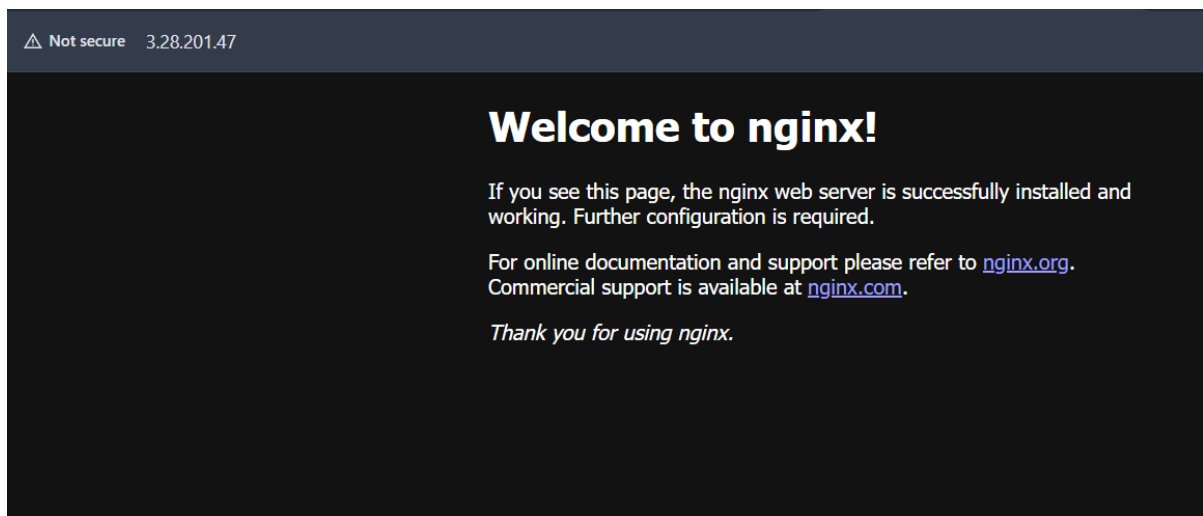 Not secure 3.28.201.47
Welcome to nginx!
If you see this page, the nginx web server is successfully installed and
working. Further configuration is required.
For online documentation and support please refer to nginx.org.
Commercial support is available at nginx.com.
Thank you for using nginx.